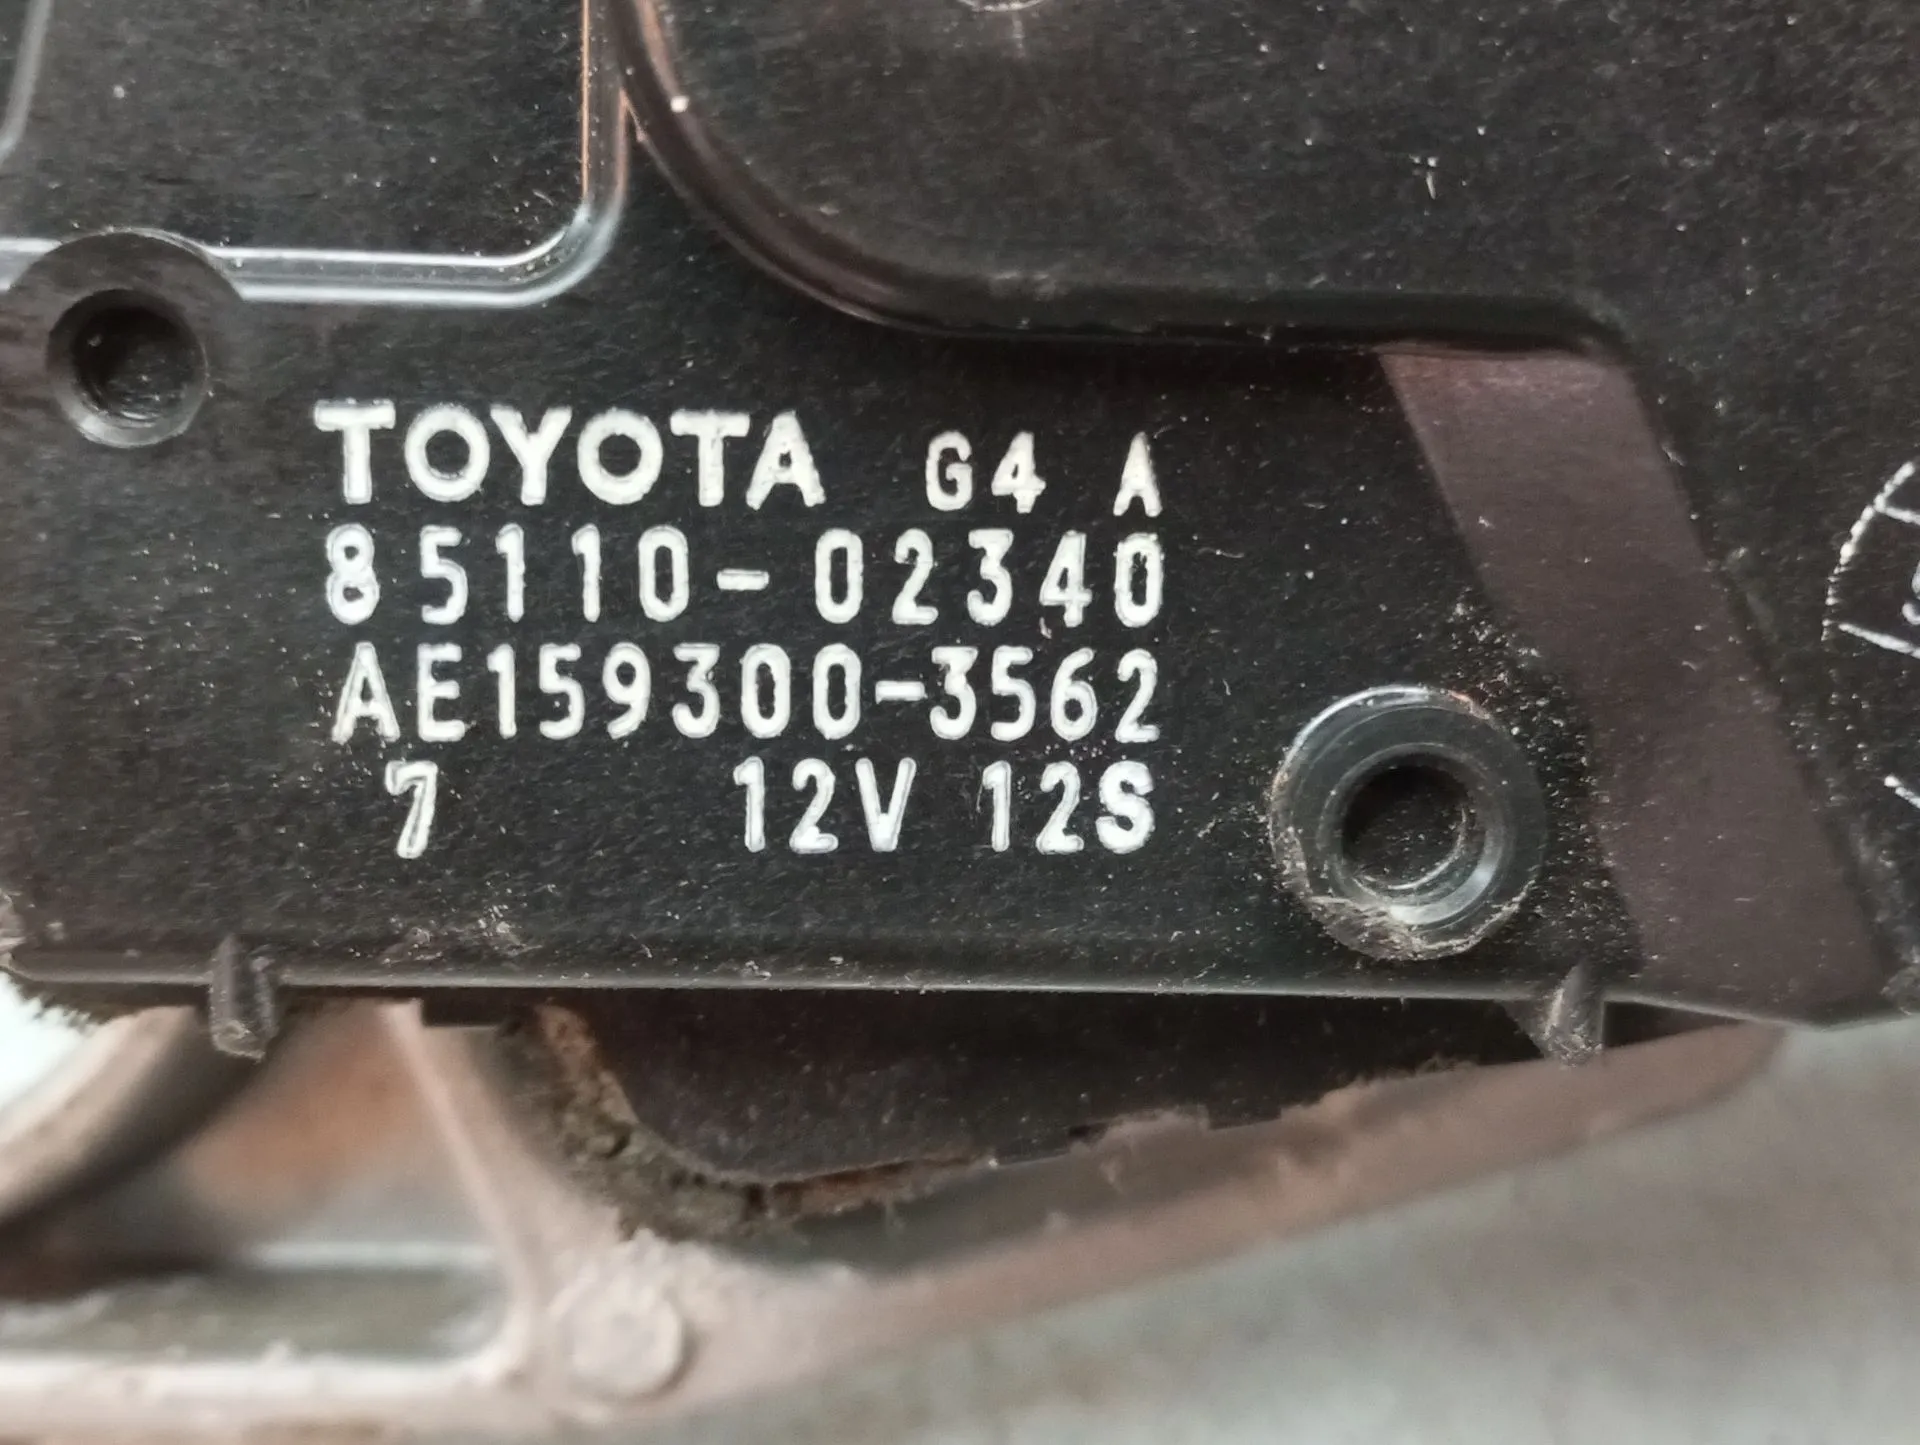 TOYOTA G4 A
85110-02340
AE159300-3562
7 12V 12S